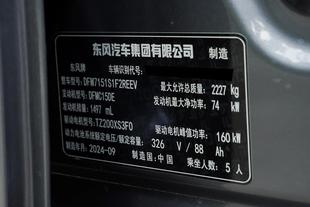 东风汽车集团有限公司 制造
东风牌 车辆识别代号:
整车型号: DFM7151S1F2REEV 最大允许总质量: 2227 kg
发动机型号: DFMC15DE 发动机最大净功率: 74 kW
发动机排量: 1497 mL 驱动电机峰值功率: 160 kW
驱动电机型号: TZ200XS3F0
动力电池系统额定电压/额定容量: 326 V / 88 Ah
制造年月: 2024-09 制造国: 中国 乘坐人数: 5 人